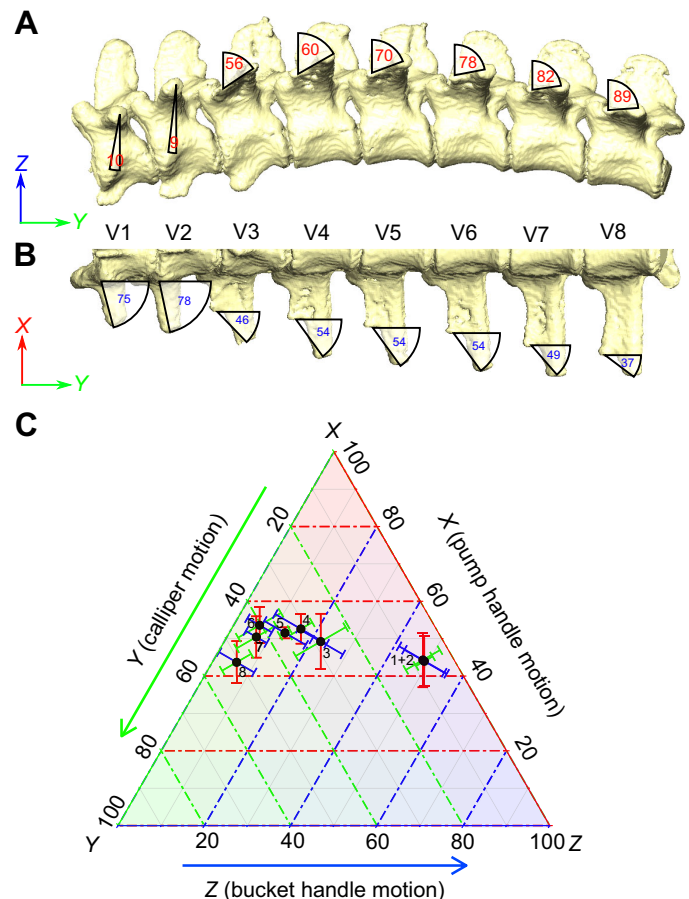 A
56 60 70 78 82 89
10 9
Z
Y
V1 V2 V3 V4 V5 V6 V7 V8
B
75 78 46 54 54 54 49 37
X
Y
C
X
100
20 80
Y (calliper motion)
X (pump handle motion)
40 60
6 5 4
7 3 1+2
8
60 40
80 20
100
Y 20 40 60 80 100 Z
Z (bucket handle motion)